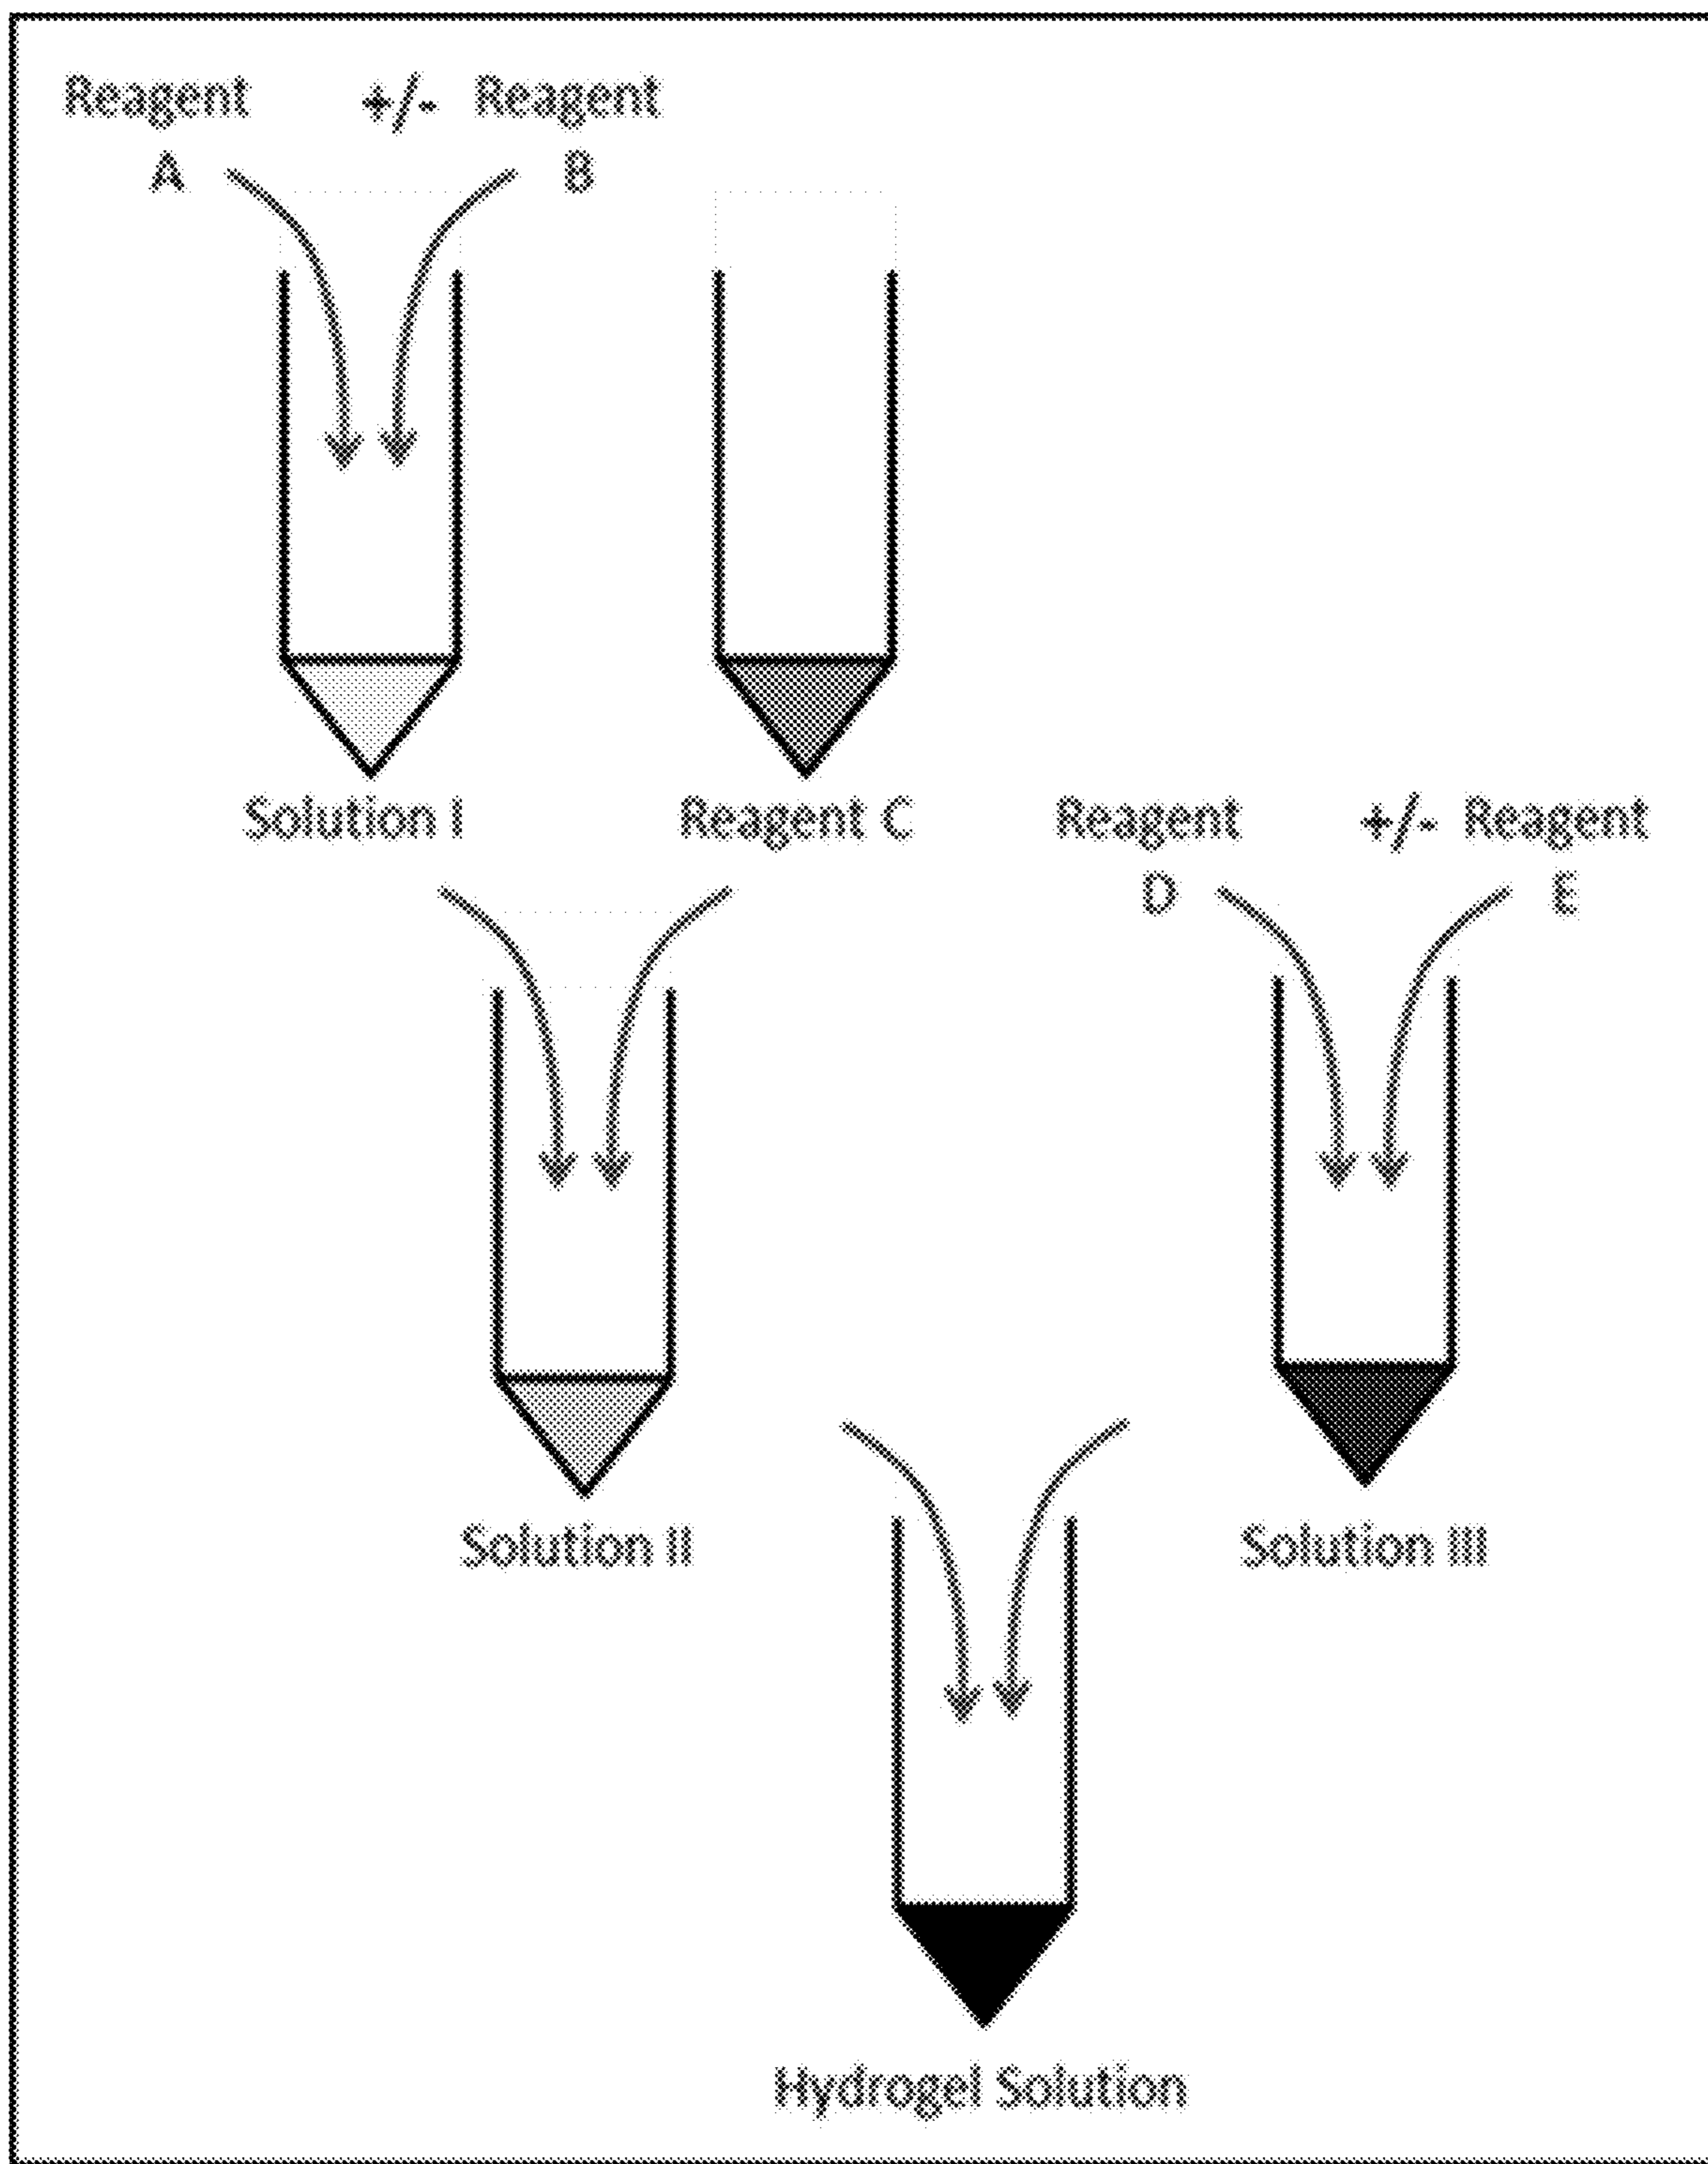 Reagent +/- Reagent
A B
Solution I Reagent C Reagent +/- Reagent
D E
Solution II Solution III
Hydrogel Solution